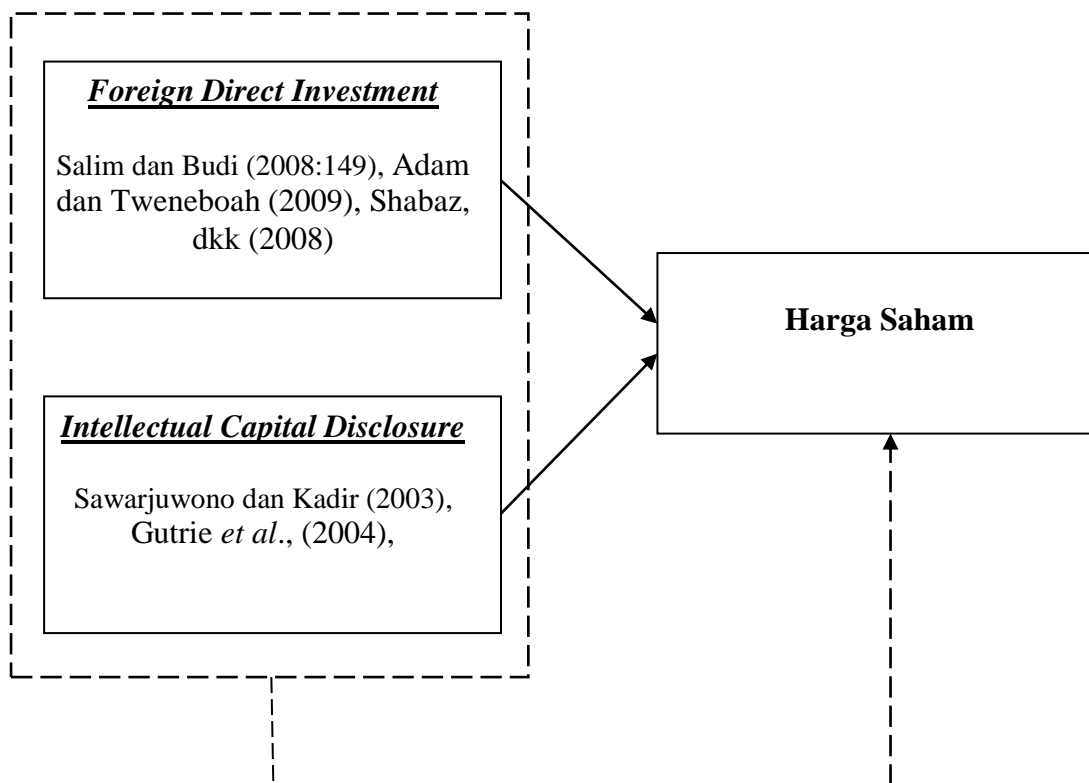 Foreign Direct Investment
Salim dan Budi (2008:149), Adam
dan Tweneboah (2009), Shabaz,
dkk (2008)
Harga Saham
Intellectual Capital Disclosure
Sawarjuwono dan Kadir (2003),
Gutrie et al., (2004),